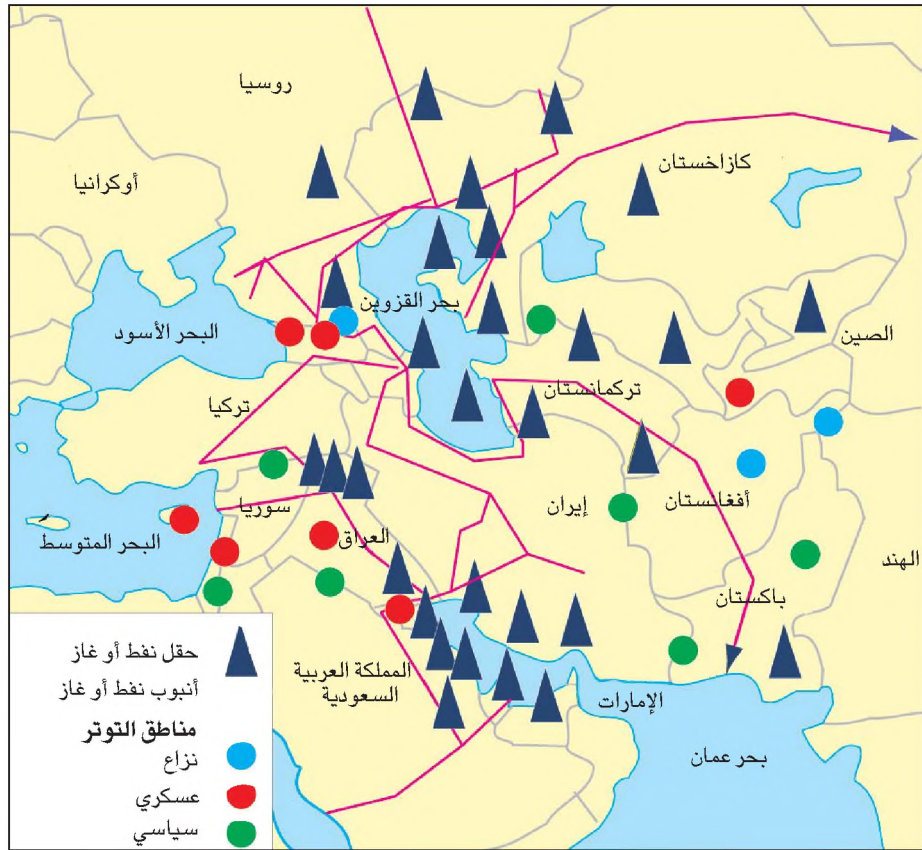 روسيا
أوكرانيا
كازاخستان
بحر القزوين
البحر الأسود
الصين
تركيا
تركمانستان
سوريا
إيران
أفغانستان
البحر المتوسط
العراق
الهند
باكستان
المملكة العربية
السعودية
الإمارات
بحر عمان
حقل نفط أو غاز
أنبوب نفط أو غاز
مناطق التوتر
نزاع
عسكري
سياسي